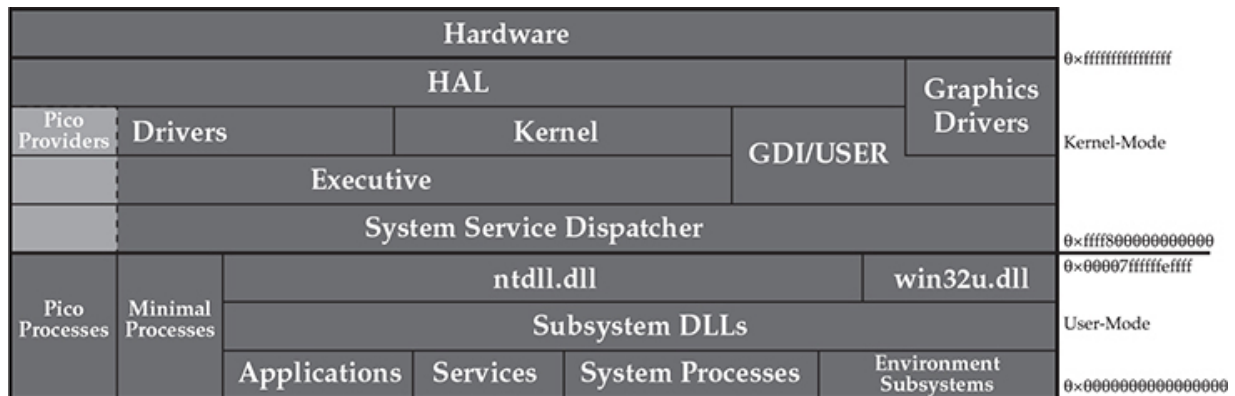 Hardware
0×ffffffffffffffff
HAL
Graphics
Drivers
Pico
Providers
Drivers
Kernel
GDI/USER
Kernel-Mode
Executive
System Service Dispatcher
0×ffff800000000000
0×00007ffffffeffff
ntdll.dll
win32u.dll
Pico
Processes
Minimal
Processes
Subsystem DLLs
User-Mode
Applications
Services
System Processes
Environment
Subsystems
0×0000000000000000